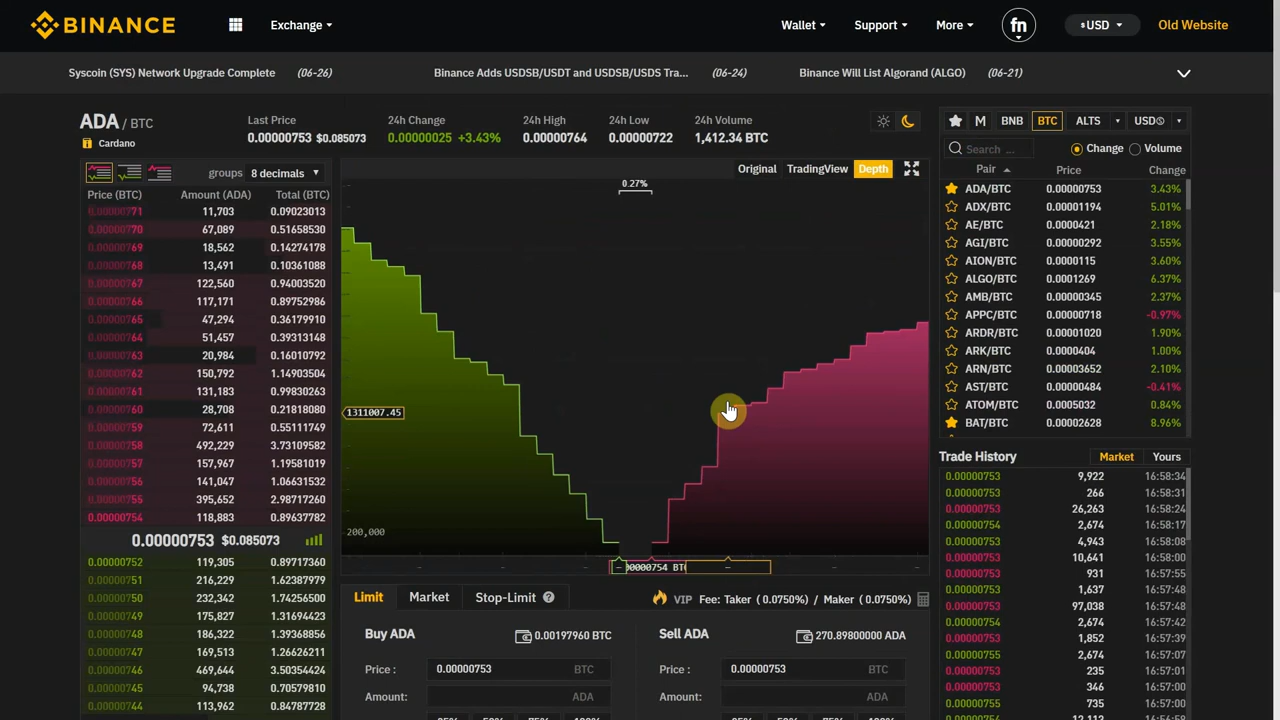 BINANCE
Exchange
Wallet
Support
More
fn
$USD
Old Website
Syscoin (SYS) Network Upgrade Complete (06-26)
Binance Adds USDSB/USDT and USDSB/USDS Tra... (06-24)
Binance Will List Algorand (ALGO) (06-21)
ADA / BTC
Cardano
Last Price
0.00000753 $0.085073
24h Change
0.00000025 +3.43%
24h High
0.00000764
24h Low
0.00000722
24h Volume
1,412.34 BTC
groups 8 decimals
Price (BTC) Amount (ADA) Total (BTC)
0.00000771 11,703 0.09023013
0.00000770 67,089 0.51658530
0.00000769 18,562 0.14274178
0.00000768 13,491 0.10361088
0.00000767 122,560 0.94003520
0.00000766 117,171 0.89752986
0.00000765 47,294 0.36179910
0.00000764 51,457 0.39313148
0.00000763 20,984 0.16010792
0.00000762 150,792 1.14903504
0.00000761 131,183 0.99830263
0.00000760 28,708 0.21818080
0.00000759 72,611 0.55111749
0.00000758 492,229 3.73109582
0.00000757 157,967 1.19581019
0.00000756 141,047 1.06631532
0.00000755 395,652 2.98717260
0.00000754 118,883 0.89637782
0.00000753 $0.085073
0.00000752 119,305 0.89717360
0.00000751 216,229 1.62387979
0.00000750 232,342 1.74256500
0.00000749 175,827 1.31694423
0.00000748 186,322 1.39368856
0.00000747 169,513 1.26626211
0.00000746 469,644 3.50354424
0.00000745 94,738 0.70579810
0.00000744 113,962 0.84787728
Original TradingView Depth
0.27%
1311007.45
200,000
00000754 BT
Limit Market Stop-Limit
VIP Fee: Taker ( 0.0750% ) / Maker ( 0.0750%)
Buy ADA 0.00197960 BTC
Price : 0.00000753 BTC
Amount: ADA
25% 50% 75% 100%
Sell ADA 270.89800000 ADA
Price : 0.00000753 BTC
Amount: ADA
25% 50% 75% 100%
M BNB BTC ALTS USD
Search ... Change Volume
Pair Price Change
ADA/BTC 0.00000753 3.43%
ADX/BTC 0.00001194 5.01%
AE/BTC 0.0000421 2.18%
AGI/BTC 0.00000292 3.55%
AION/BTC 0.0000115 3.60%
ALGO/BTC 0.0001269 6.37%
AMB/BTC 0.00000345 2.37%
APPC/BTC 0.00000718 -0.97%
ARDR/BTC 0.00001020 1.90%
ARK/BTC 0.0000404 1.00%
ARN/BTC 0.00003652 2.10%
AST/BTC 0.00000484 -0.41%
ATOM/BTC 0.0005032 0.84%
BAT/BTC 0.00002628 8.96%
Trade History Market Yours
0.00000753 9,922 16:58:34
0.00000753 266 16:58:31
0.00000753 26,263 16:58:24
0.00000754 2,674 16:58:17
0.00000753 4,943 16:58:08
0.00000753 10,641 16:58:00
0.00000753 931 16:57:55
0.00000753 1,637 16:57:48
0.00000753 97,038 16:57:48
0.00000754 2,674 16:57:42
0.00000753 1,852 16:57:39
0.00000755 2,674 16:57:07
0.00000753 235 16:57:01
0.00000753 346 16:57:00
0.00000755 735 16:57:00